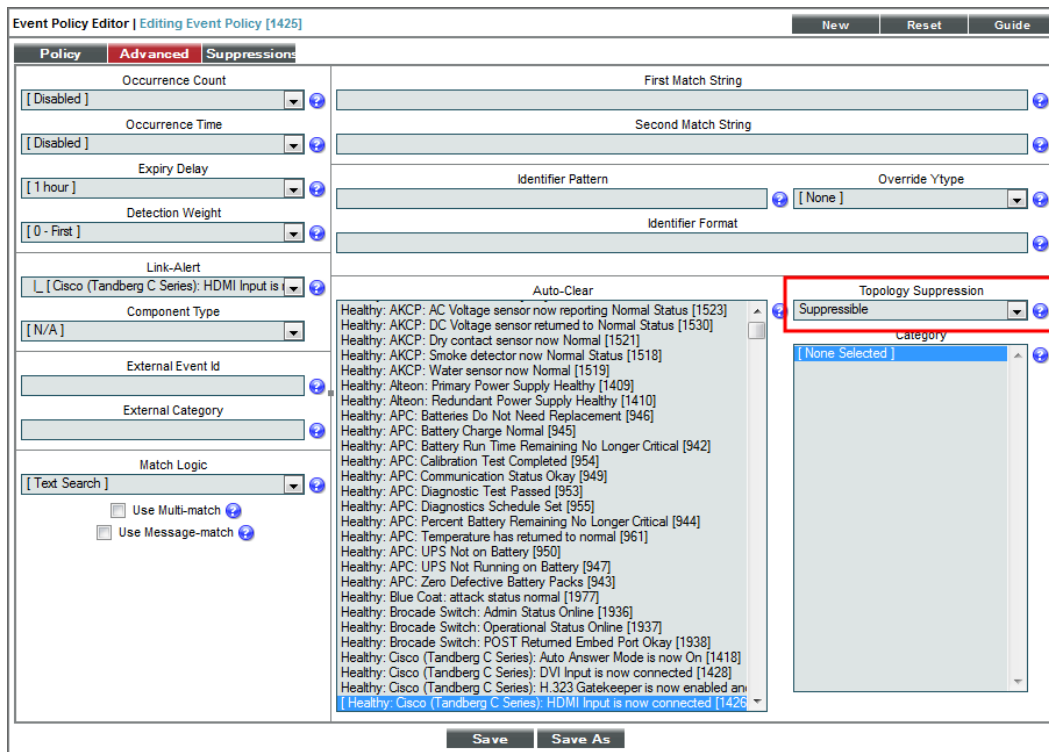 Event Policy Editor | Editing Event Policy [1425]
New
Reset
Guide
Policy
Advanced
Suppressions
Occurrence Count
[ Disabled ]
Occurrence Time
[ Disabled ]
Expiry Delay
[ 1 hour ]
Detection Weight
[ 0 - First ]
Link-Alert
|_ [ Cisco (Tandberg C Series): HDMI Input is
Component Type
[ N/A ]
External Event Id
External Category
Match Logic
[ Text Search ]
Use Multi-match
Use Message-match
First Match String
Second Match String
Identifier Pattern
Override Ytype
[ None ]
Identifier Format
Auto-Clear
Healthy: AKCP: AC Voltage sensor now reporting Normal Status [1523]
Healthy: AKCP: DC Voltage sensor returned to Normal Status [1530]
Healthy: AKCP: Dry contact sensor now Normal [1521]
Healthy: AKCP: Smoke detector now Normal Status [1518]
Healthy: AKCP: Water sensor now Normal [1519]
Healthy: Alteon: Primary Power Supply Healthy [1409]
Healthy: Alteon: Redundant Power Supply Healthy [1410]
Healthy: APC: Batteries Do Not Need Replacement [946]
Healthy: APC: Battery Charge Normal [945]
Healthy: APC: Battery Run Time Remaining No Longer Critical [942]
Healthy: APC: Calibration Test Completed [954]
Healthy: APC: Communication Status Okay [949]
Healthy: APC: Diagnostic Test Passed [953]
Healthy: APC: Diagnostics Schedule Set [955]
Healthy: APC: Percent Battery Remaining No Longer Critical [944]
Healthy: APC: Temperature has returned to normal [961]
Healthy: APC: UPS Not on Battery [950]
Healthy: APC: UPS Not Running on Battery [947]
Healthy: APC: Zero Defective Battery Packs [943]
Healthy: Blue Coat: attack status normal [1977]
Healthy: Brocade Switch: Admin Status Online [1936]
Healthy: Brocade Switch: Operational Status Online [1937]
Healthy: Brocade Switch: POST Returned Embed Port Okay [1938]
Healthy: Cisco (Tandberg C Series): Auto Answer Mode is now On [1418]
Healthy: Cisco (Tandberg C Series): DVI Input is now connected [1428]
Healthy: Cisco (Tandberg C Series): H.323 Gatekeeper is now enabled an
[ Healthy: Cisco (Tandberg C Series): HDMI Input is now connected [1426
Topology Suppression
Suppressible
Category
[ None Selected ]
Save
Save As